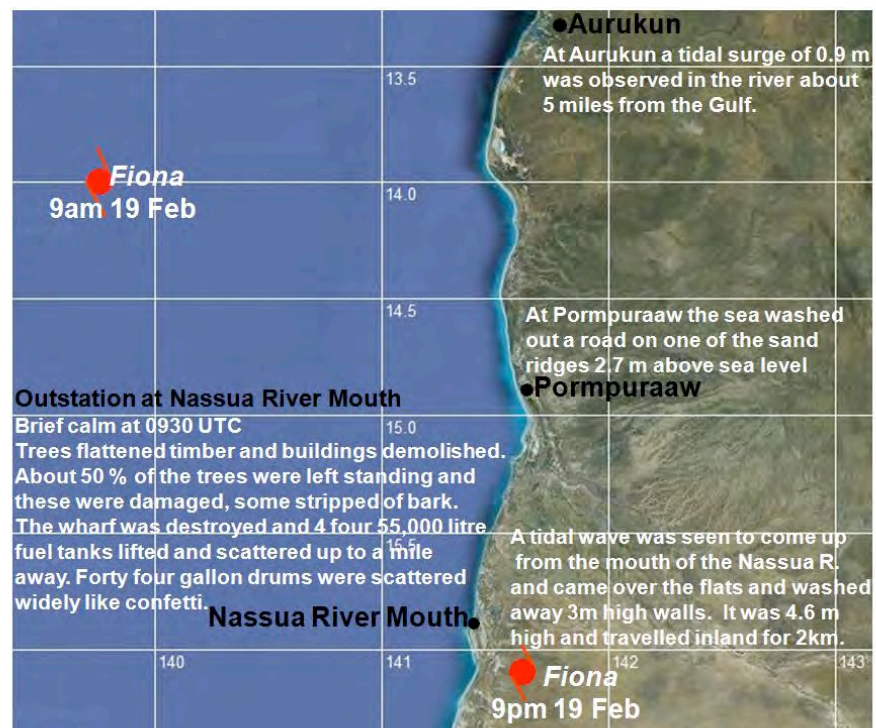 Aurukun
At Aurukun a tidal surge of 0.9 m
was observed in the river about
5 miles from the Gulf.
13.5
Fiona
9am 19 Feb
14.0
14.5
At Pormpuraaw the sea washed
out a road on one of the sand
ridges 2.7 m above sea level
Pormpuraaw
Outstation at Nassua River Mouth
Brief calm at 0930 UTC
Trees flattened timber and buildings demolished.
About 50 % of the trees were left standing and
these were damaged, some stripped of bark.
The wharf was destroyed and 4 four 55,000 litre
fuel tanks lifted and scattered up to a mile
away. Forty four gallon drums were scattered
widely like confetti.
15.0
15.5
A tidal wave was seen to come up
from the mouth of the Nassua R.
and came over the flats and washed
away 3m high walls. It was 4.6 m
high and travelled inland for 2km.
Nassua River Mouth
140
141
142
143
Fiona
9pm 19 Feb